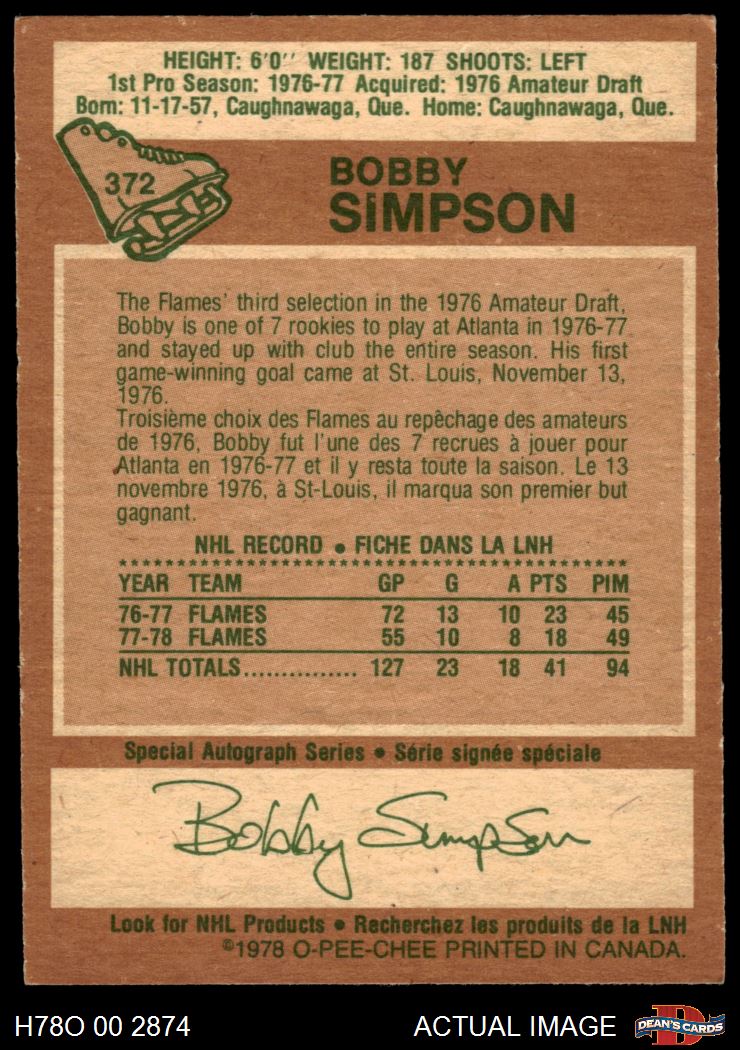 HEIGHT: 6'0'' WEIGHT: 187 SHOOTS: LEFT
1st Pro Season: 1976-77 Acquired: 1976 Amateur Draft
Born: 11-17-57, Caughnawaga, Que. Home: Caughnawaga, Que.
372
BOBBY
SIMPSON
The Flames' third selection in the 1976 Amateur Draft,
Bobby is one of 7 rookies to play at Atlanta in 1976-77
and stayed up with club the entire season. His first
game-winning goal came at St. Louis, November 13,
1976.
Troisième choix des Flames au repêchage des amateurs
de 1976, Bobby fut l'une des 7 recrues à jouer pour
Atlanta en 1976-77 et il y resta toute la saison. Le 13
novembre 1976, à St-Louis, il marqua son premier but
gagnant.
NHL RECORD • FICHE DANS LA LNH
YEAR TEAM GP G A PTS PIM
76-77 FLAMES 72 13 10 23 45
77-78 FLAMES 55 10 8 18 49
NHL TOTALS............... 127 23 18 41 94
Special Autograph Series • Série signée spéciale
Bobby Simpson
Look for NHL Products • Recherchez les produits de la LNH
©1978 O-PEE-CHEE PRINTED IN CANADA.
H78O 00 2874 ACTUAL IMAGE D DEAN'S CARDS